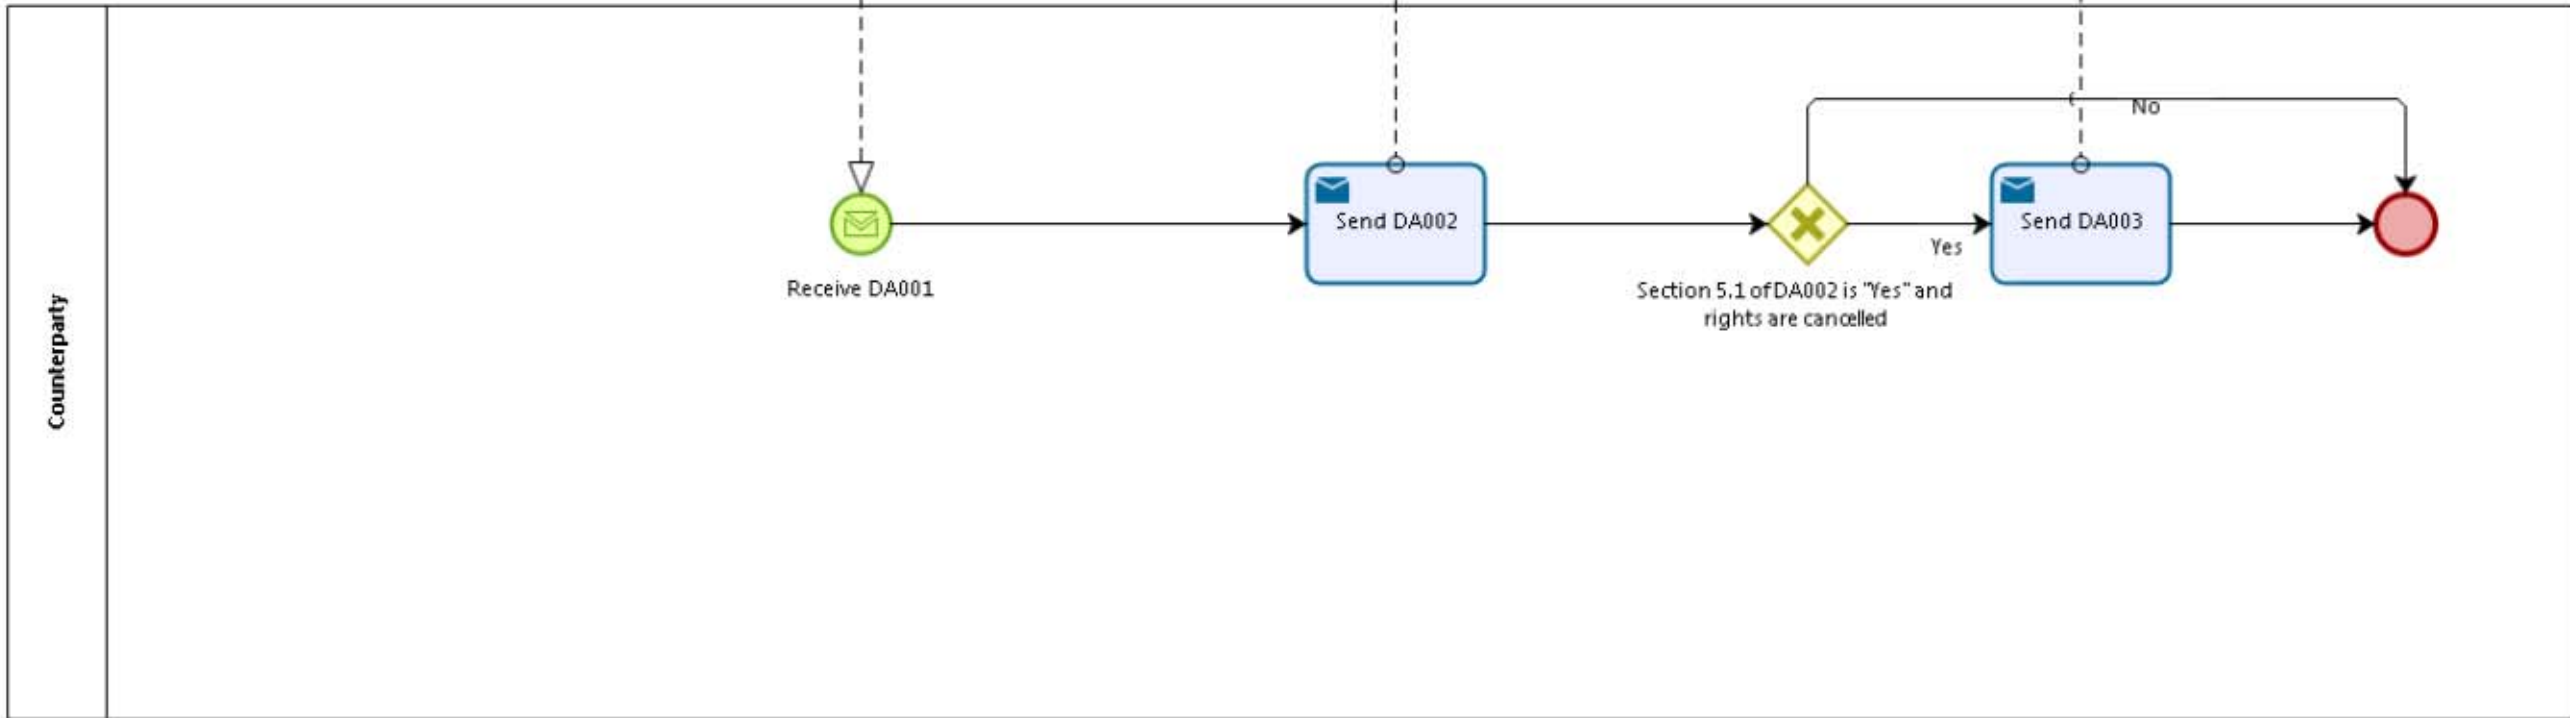 Counterparty
No
Send DA002
Send DA003
Yes
Receive DA001
Section 5.1 of DA002 is "Yes" and
rights are cancelled